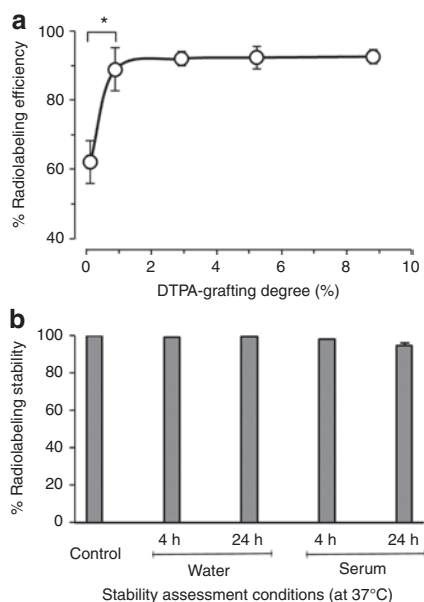 a
*
% Radiolabeling efficiency
100
80
60
40
0 2 4 6 8 10
DTPA-grafting degree (%)
b
% Radiolabeling stability
100
80
60
40
20
0
4 h 24 h 4 h 24 h
Control
Water Serum
Stability assessment conditions (at 37°C)